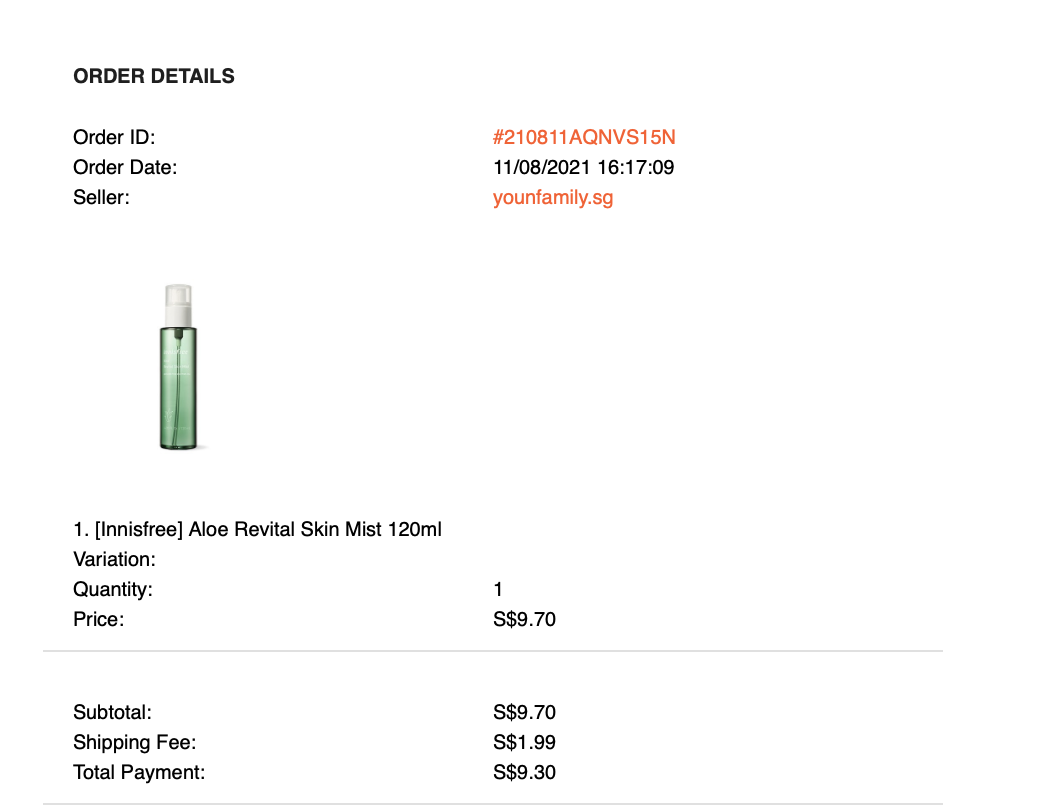 ORDER DETAILS
Order ID: #210811AQNVS15N
Order Date: 11/08/2021 16:17:09
Seller: younfamily.sg
1. [Innisfree] Aloe Revital Skin Mist 120ml
Variation:
Quantity: 1
Price: S$9.70
Subtotal: S$9.70
Shipping Fee: S$1.99
Total Payment: S$9.30